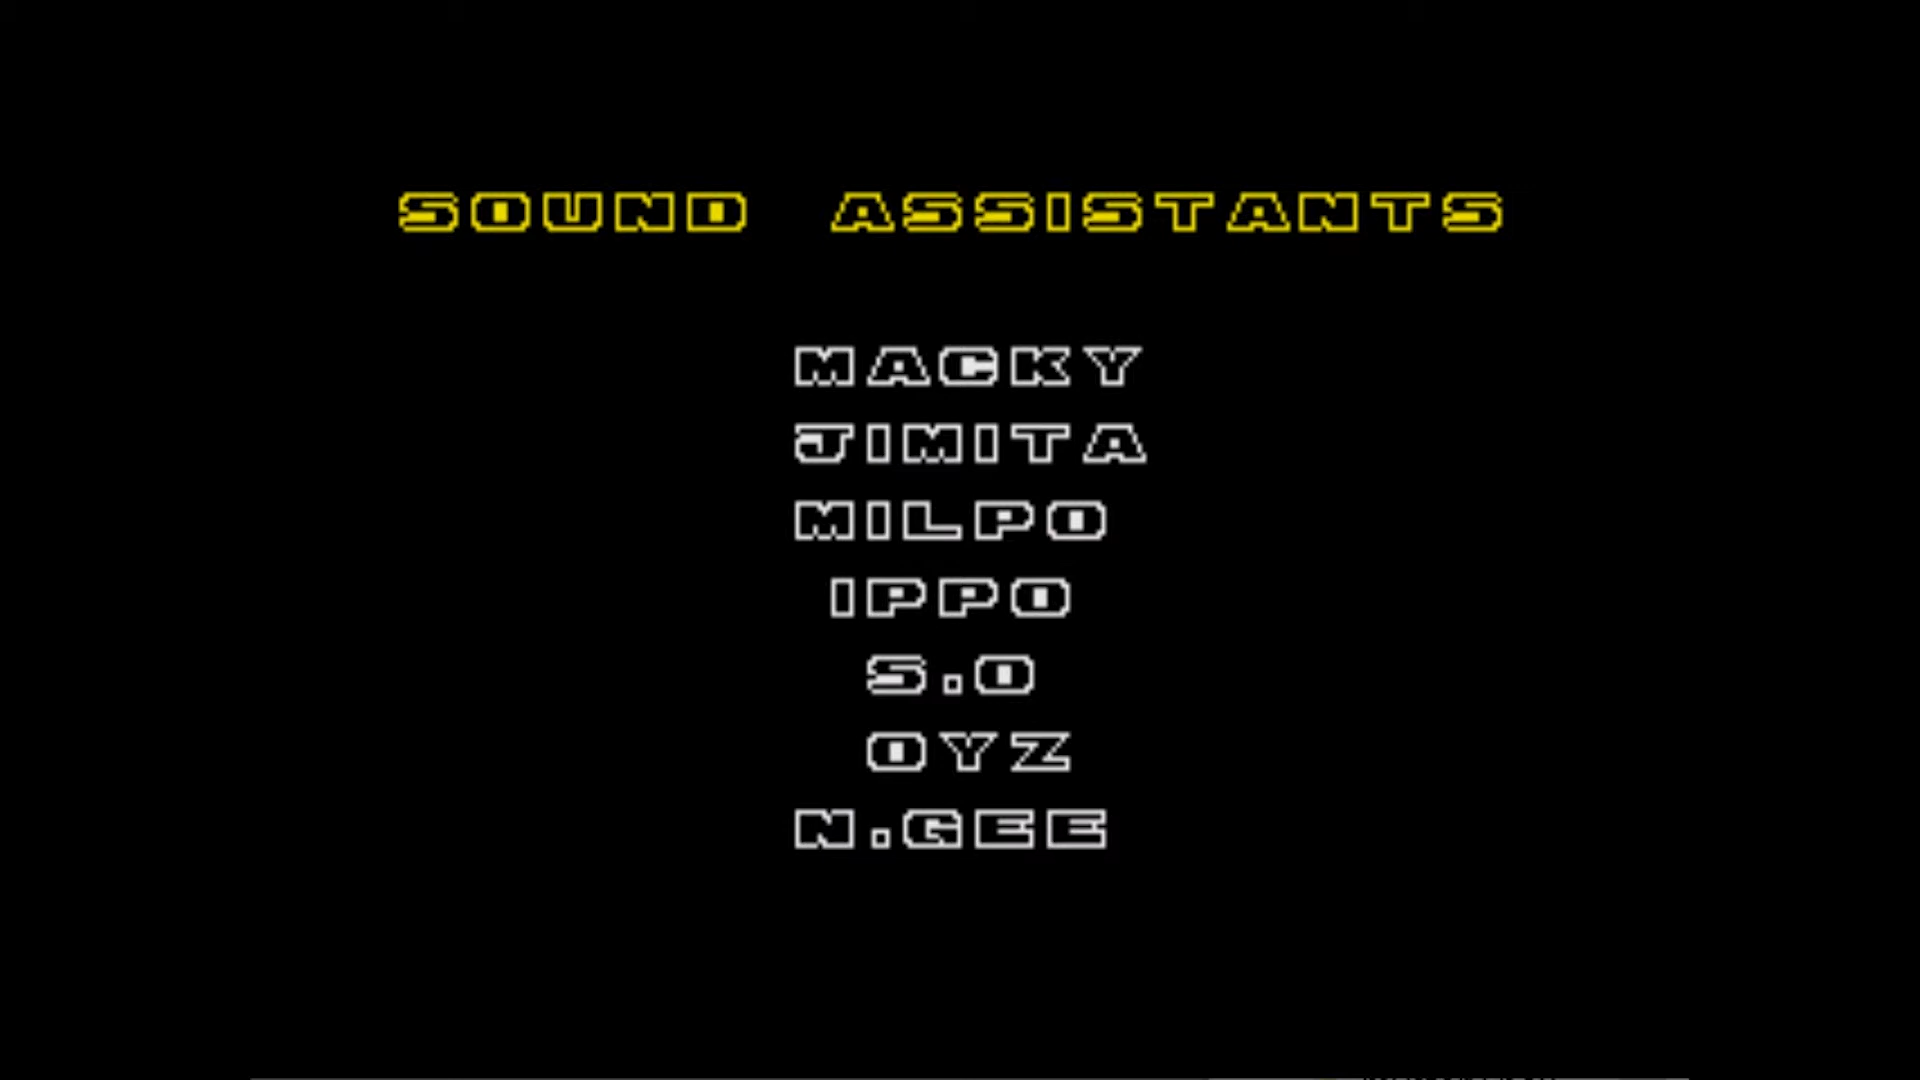 SOUND ASSISTANTS
MACKY
JIMITA
MILPO
IPPO
S.O
OYZ
N.GEE